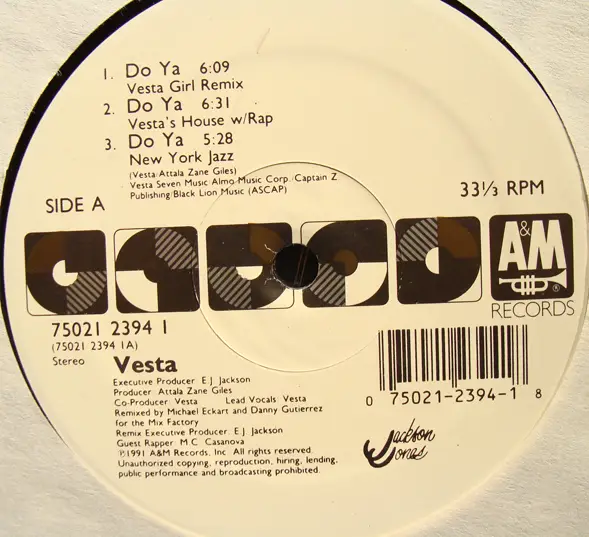 1. Do Ya 6:09
Vesta Girl Remix
2. Do Ya 6:31
Vesta's House w/Rap
3. Do Ya 5:28
New York Jazz
(Vesta/Attala Zane Giles)
Vesta Seven Music/Almo Music Corp./Captain Z
Publishing/Black Lion Music (ASCAP)
SIDE A
33⅓ RPM
A&M
®
RECORDS
75021 2394 1
(75021 2394 1A)
Stereo
Vesta
Executive Producer: E.J. Jackson
Producer: Attala Zane Giles
Co-Producer: Vesta Lead Vocals: Vesta
Remixed by Michael Eckart and Danny Gutierrez
for the Mix Factory
Remix Executive Producer: E.J. Jackson
Guest Rapper: M.C. Casanova
℗1991 A&M Records, Inc. All rights reserved.
Unauthorized copying, reproduction, hiring, lending,
public performance and broadcasting prohibited.
0 75021-2394-1 8
Jackson
Jones